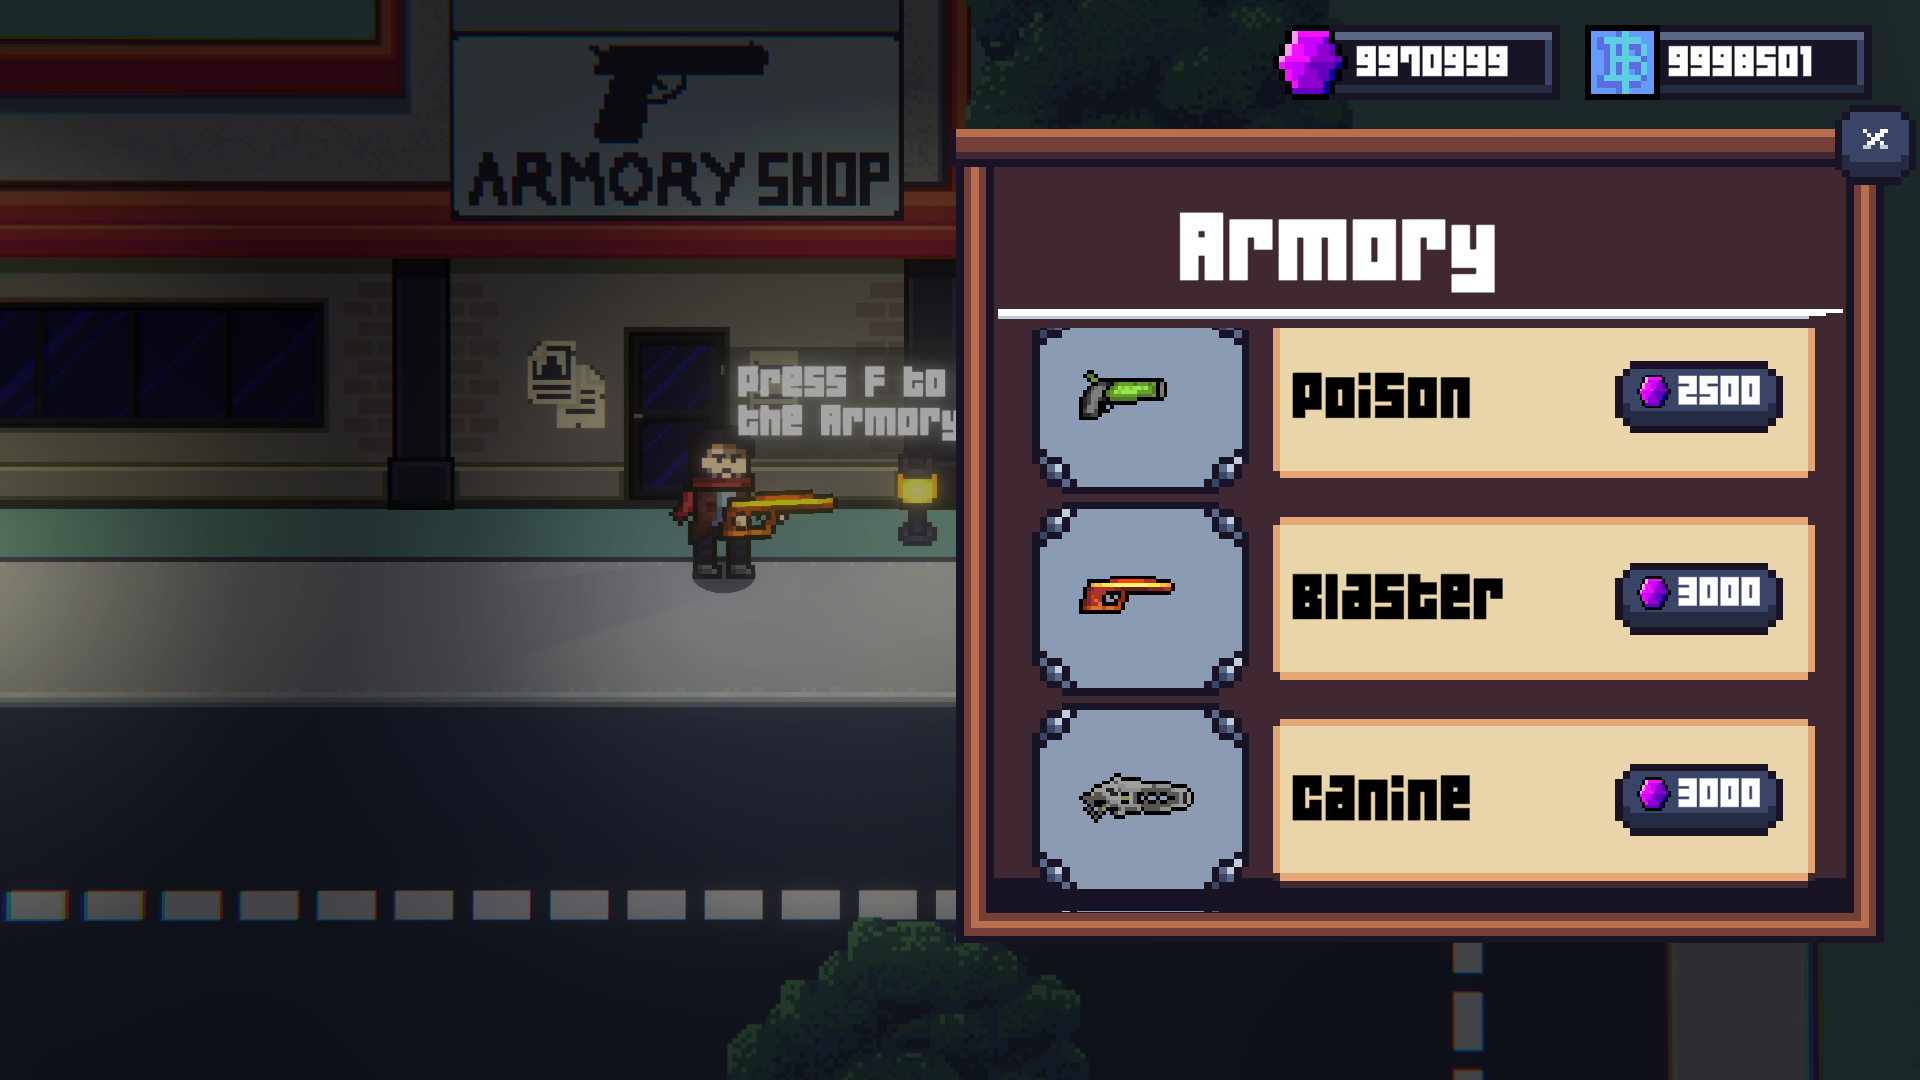 9970999
9998501
ARMORY SHOP
Armory
Press F to
the Armory
Poison
2500
Blaster
3000
Canine
3000